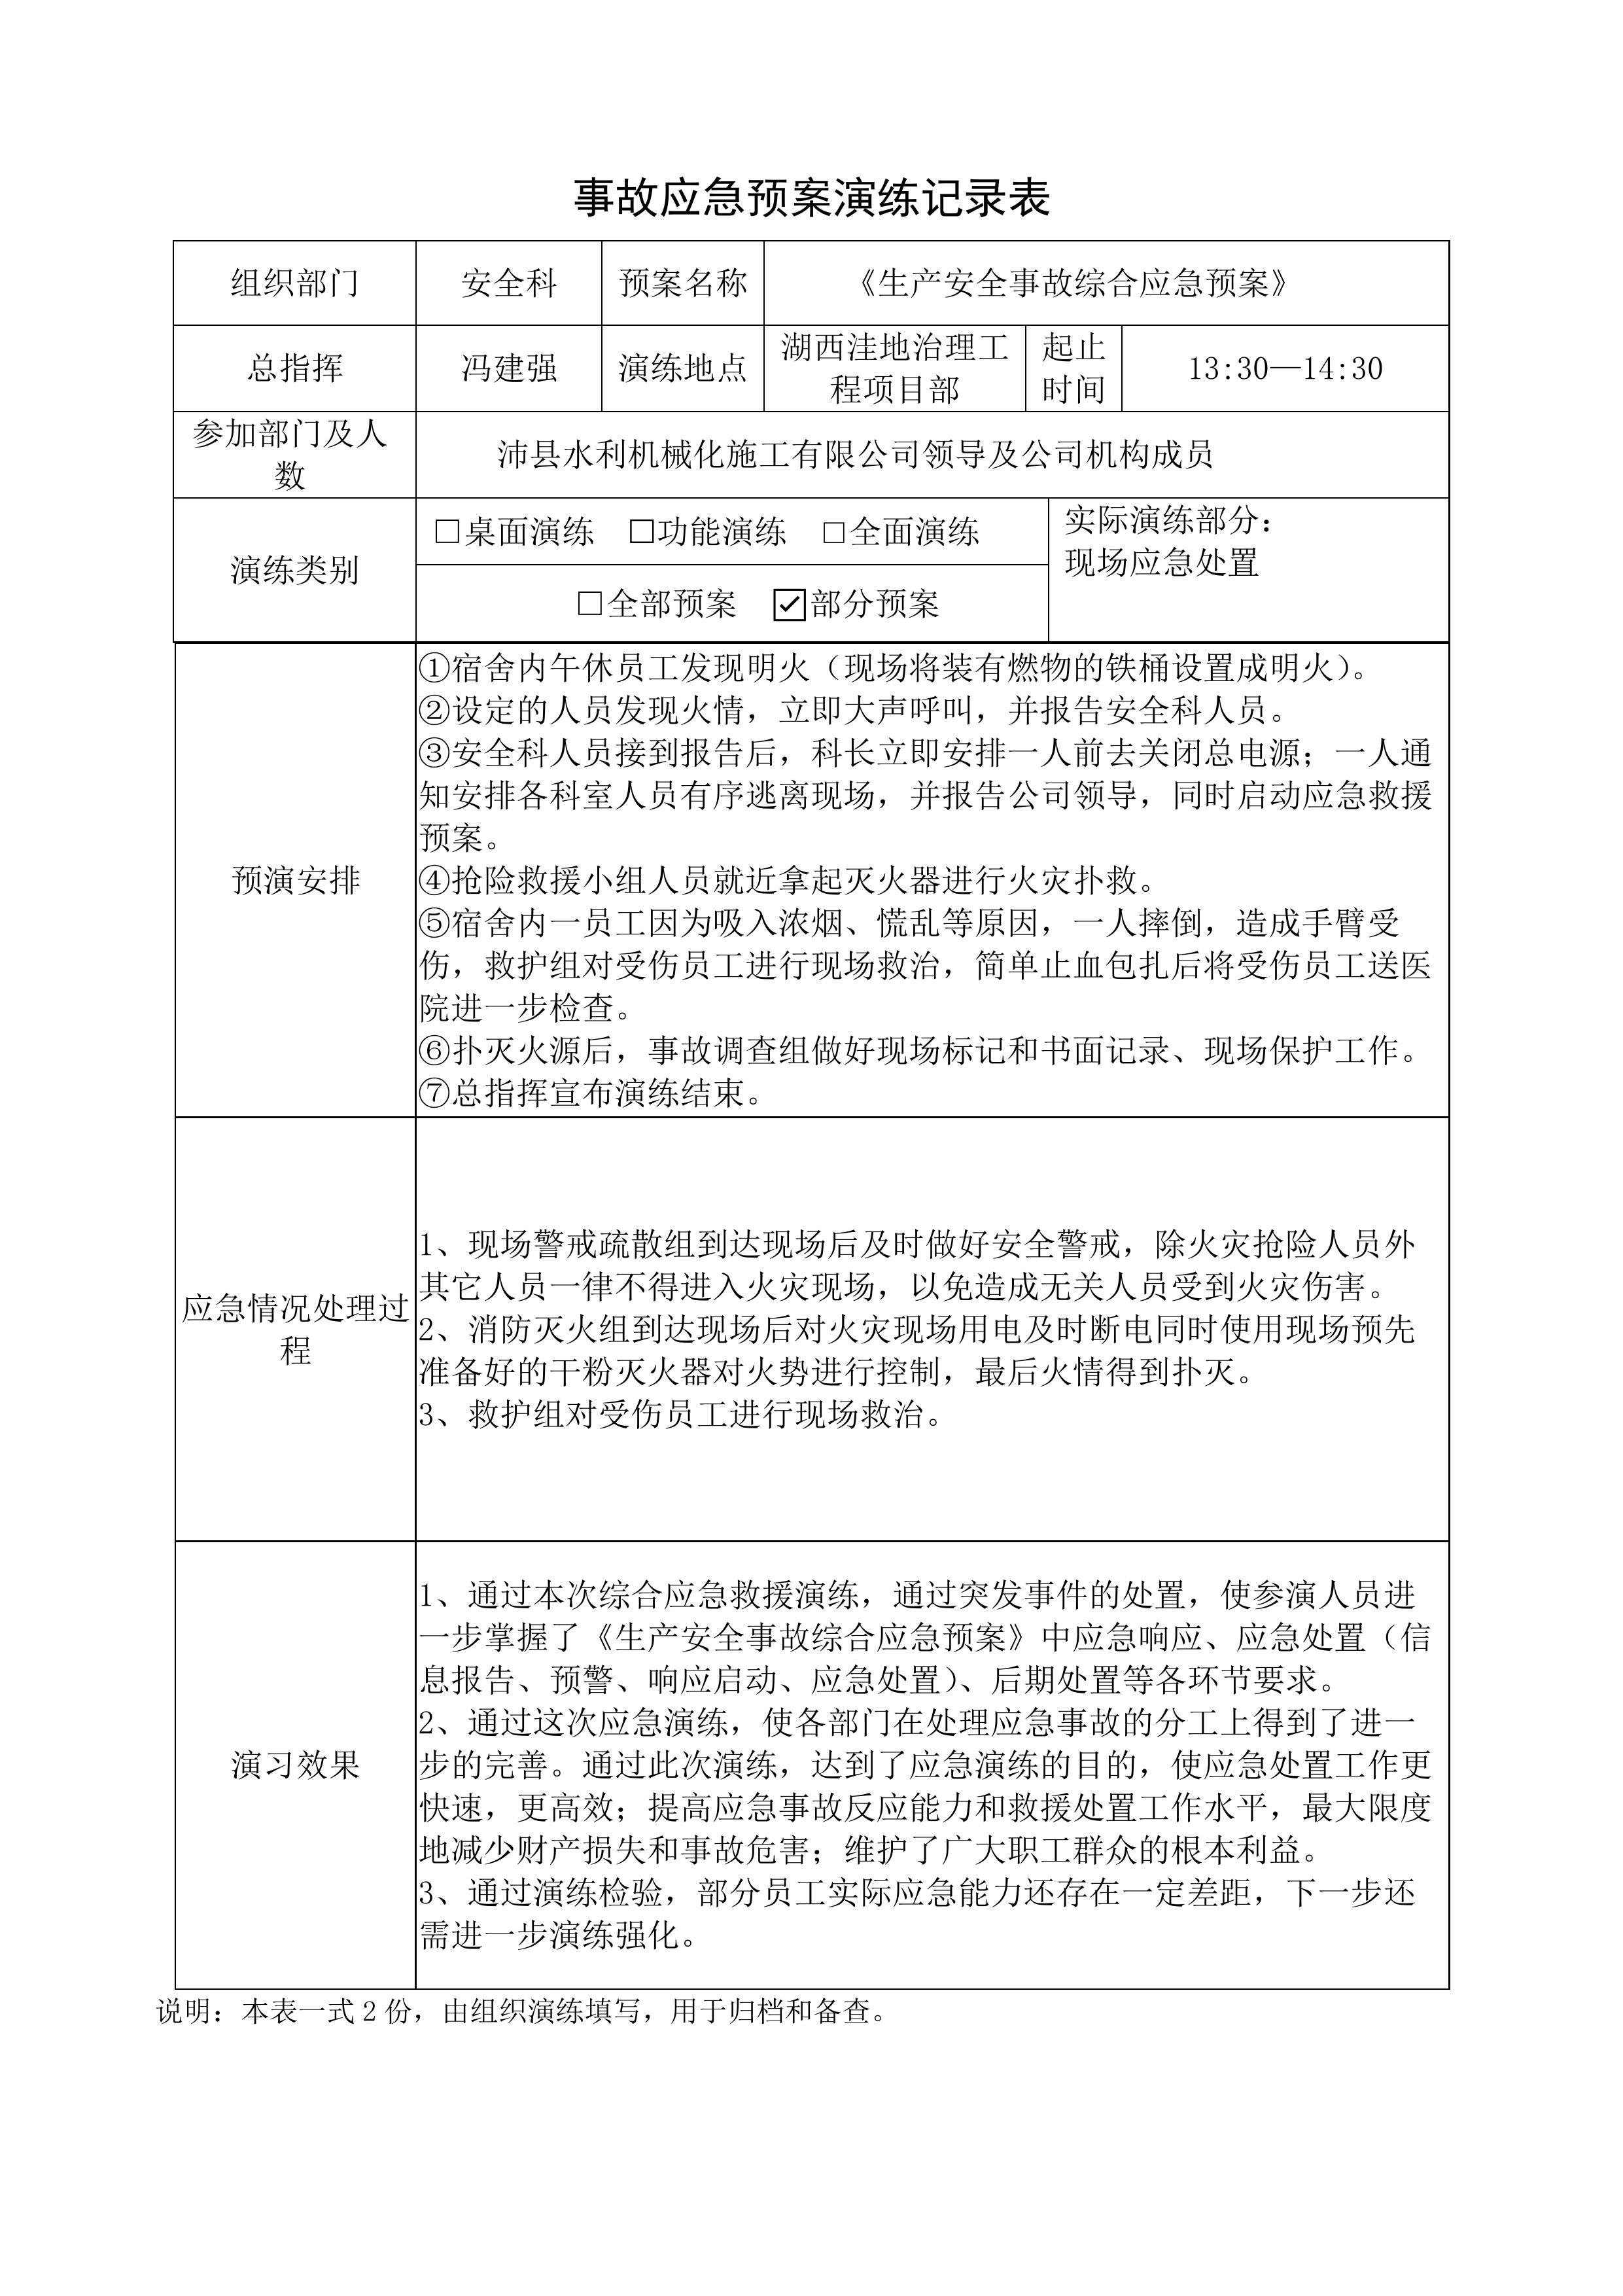 事故应急预案演练记录表
组织部门 安全科 预案名称 《生产安全事故综合应急预案》
总指挥 冯建强 演练地点 湖西洼地治理工
程项目部 起止
时间 13:30—14:30
参加部门及人
数 沛县水利机械化施工有限公司领导及公司机构成员
演练类别 □桌面演练 □功能演练 □全面演练
□全部预案 ☑部分预案
实际演练部分：
现场应急处置
预演安排
①宿舍内午休员工发现明火（现场将装有燃物的铁桶设置成明火）。
②设定的人员发现火情，立即大声呼叫，并报告安全科人员。
③安全科人员接到报告后，科长立即安排一人前去关闭总电源；一人通
知安排各科室人员有序逃离现场，并报告公司领导，同时启动应急救援
预案。
④抢险救援小组人员就近拿起灭火器进行火灾扑救。
⑤宿舍内一员工因为吸入浓烟、慌乱等原因，一人摔倒，造成手臂受
伤，救护组对受伤员工进行现场救治，简单止血包扎后将受伤员工送医
院进一步检查。
⑥扑灭火源后，事故调查组做好现场标记和书面记录、现场保护工作。
⑦总指挥宣布演练结束。
应急情况处理过
程
1、现场警戒疏散组到达现场后及时做好安全警戒，除火灾抢险人员外
其它人员一律不得进入火灾现场，以免造成无关人员受到火灾伤害。
2、消防灭火组到达现场后对火灾现场用电及时断电同时使用现场预先
准备好的干粉灭火器对火势进行控制，最后火情得到扑灭。
3、救护组对受伤员工进行现场救治。
演习效果
1、通过本次综合应急救援演练，通过突发事件的处置，使参演人员进
一步掌握了《生产安全事故综合应急预案》中应急响应、应急处置（信
息报告、预警、响应启动、应急处置）、后期处置等各环节要求。
2、通过这次应急演练，使各部门在处理应急事故的分工上得到了进一
步的完善。通过此次演练，达到了应急演练的目的，使应急处置工作更
快速，更高效；提高应急事故反应能力和救援处置工作水平，最大限度
地减少财产损失和事故危害；维护了广大职工群众的根本利益。
3、通过演练检验，部分员工实际应急能力还存在一定差距，下一步还
需进一步演练强化。
说明：本表一式 2 份，由组织演练填写，用于归档和备查。